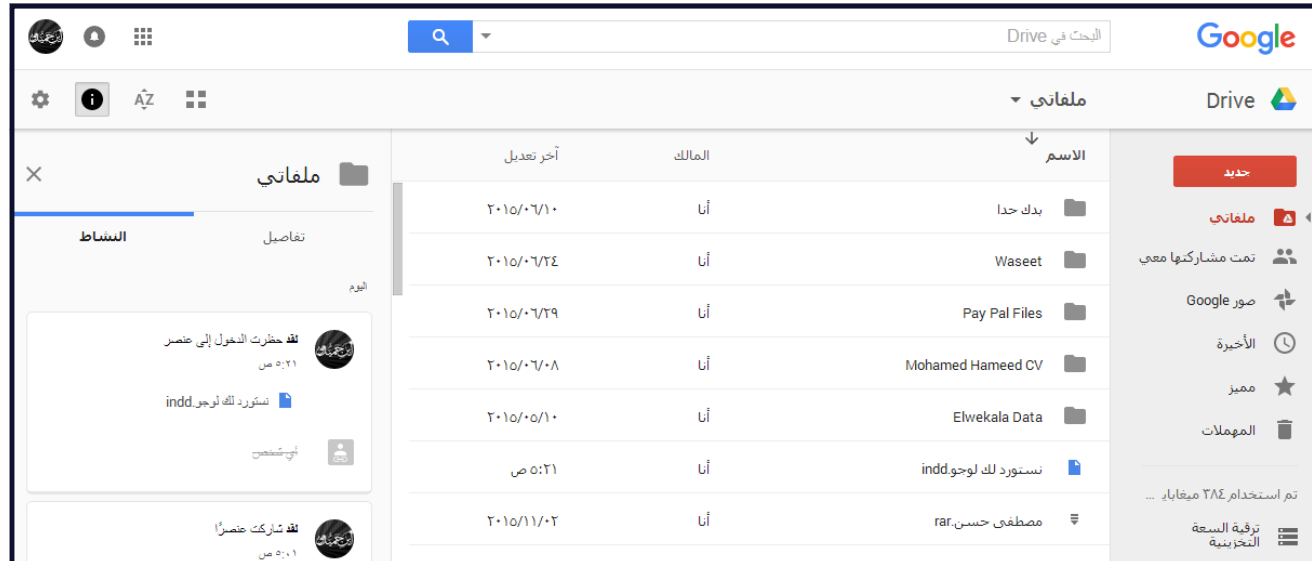 Google
البحث في Drive
Drive
ملفاتي
جديد
ملفاتي
تمت مشاركتها معي
صور Google
الأخيرة
مميز
المهملات
تم استخدام ٣٨٤ ميغاباي ...
ترقية السعة
التخزينية
الاسم المالك آخر تعديل
بدك حدا أنا ٢٠١٥/٠٦/١٠
Waseet أنا ٢٠١٥/٠٦/٢٤
Pay Pal Files أنا ٢٠١٥/٠٦/٢٩
Mohamed Hameed CV أنا ٢٠١٥/٠٦/٠٨
Elwekala Data أنا ٢٠١٥/٠٥/١٠
نستورد لك لوجو.indd أنا ٥:٢١ ص
مصطفى حسن.rar أنا ٢٠١٥/١١/٠٢
ملفاتي
تفاصيل النشاط
اليوم
لقد حظرت الدخول إلى عنصر
٥:٢١ ص
نستورد لك لوجو.indd
أي شخص
لقد شاركت عنصرًا
٥:٠١ ص